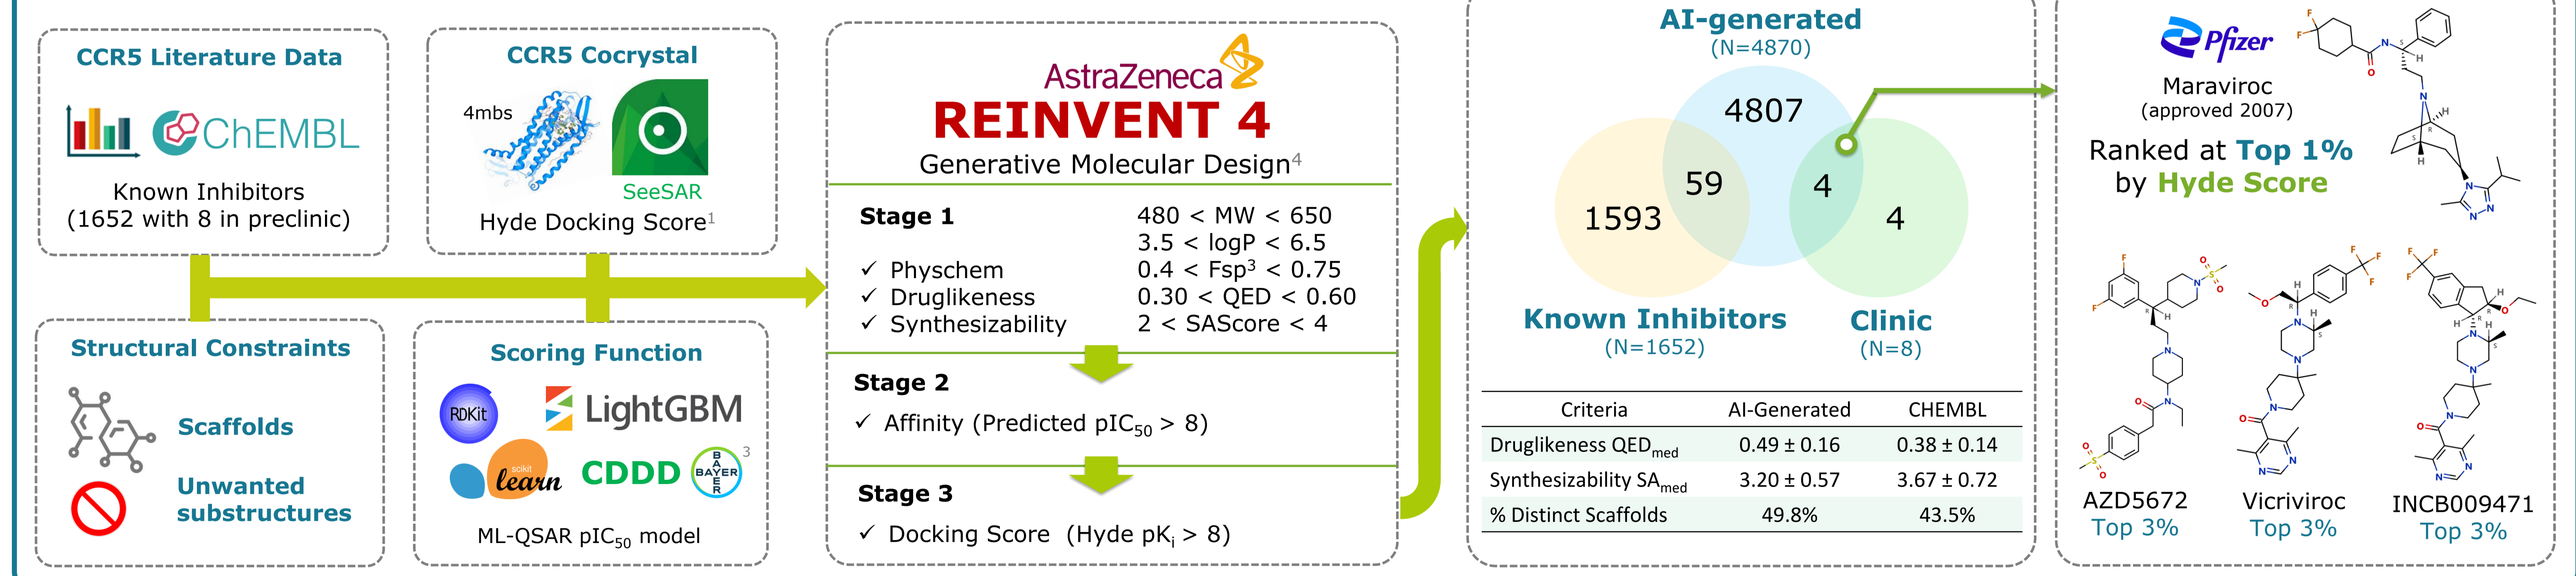 CCR5 Literature Data
ChEMBL
Known Inhibitors
(1652 with 8 in preclinic)
CCR5 Cocrystal
4mbs
SeeSAR
Hyde Docking Score1
Structural Constraints
Scaffolds
Unwanted
substructures
Scoring Function
RDKit
LightGBM
scikit
learn
CDDD
BAYER
BAYER
3
ML-QSAR pIC50 model
AstraZeneca
REINVENT 4
Generative Molecular Design4
Stage 1
480 < MW < 650
3.5 < logP < 6.5
✓ Physchem 0.4 < Fsp3 < 0.75
✓ Druglikeness 0.30 < QED < 0.60
✓ Synthesizability 2 < SAScore < 4
Stage 2
✓ Affinity (Predicted pIC50 > 8)
Stage 3
✓ Docking Score (Hyde pKi > 8)
AI-generated
(N=4870)
4807
59
4
1593
4
Known Inhibitors
(N=1652)
Clinic
(N=8)
Criteria AI-Generated CHEMBL
Druglikeness QEDmed 0.49 ± 0.16 0.38 ± 0.14
Synthesizability SAmed 3.20 ± 0.57 3.67 ± 0.72
% Distinct Scaffolds 49.8% 43.5%
Pfizer
Maraviroc
(approved 2007)
Ranked at Top 1%
by Hyde Score
AZD5672
Top 3%
Vicriviroc
Top 3%
INCB009471
Top 3%